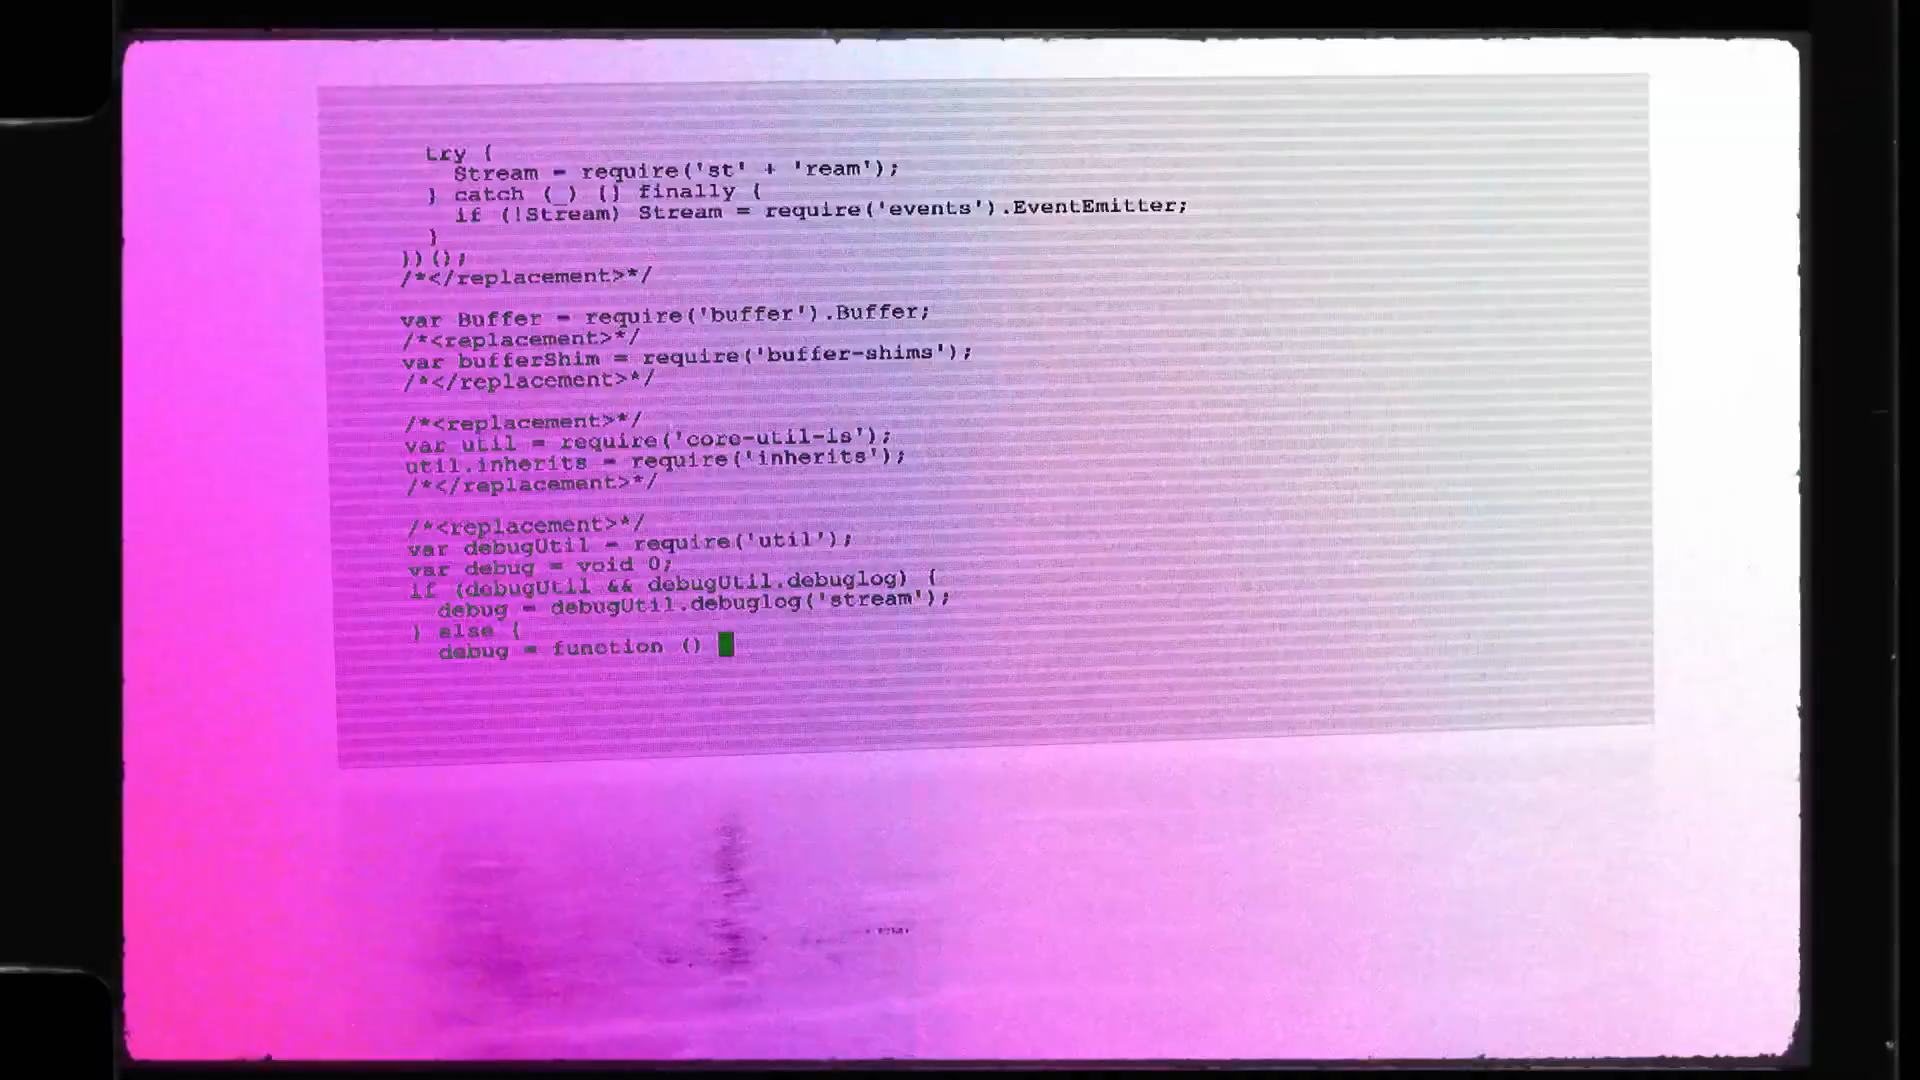 try {
Stream = require('st' + 'ream');
} catch (_) {} finally {
if (!Stream) Stream = require('events').EventEmitter;
}
})();
/*</replacement>*/
var Buffer = require('buffer').Buffer;
/*<replacement>*/
var bufferShim = require('buffer-shims');
/*</replacement>*/
/*<replacement>*/
var util = require('core-util-is');
util.inherits = require('inherits');
/*</replacement>*/
/*<replacement>*/
var debugUtil = require('util');
var debug = void 0;
if (debugUtil && debugUtil.debuglog) {
debug = debugUtil.debuglog('stream');
} else {
debug = function ()